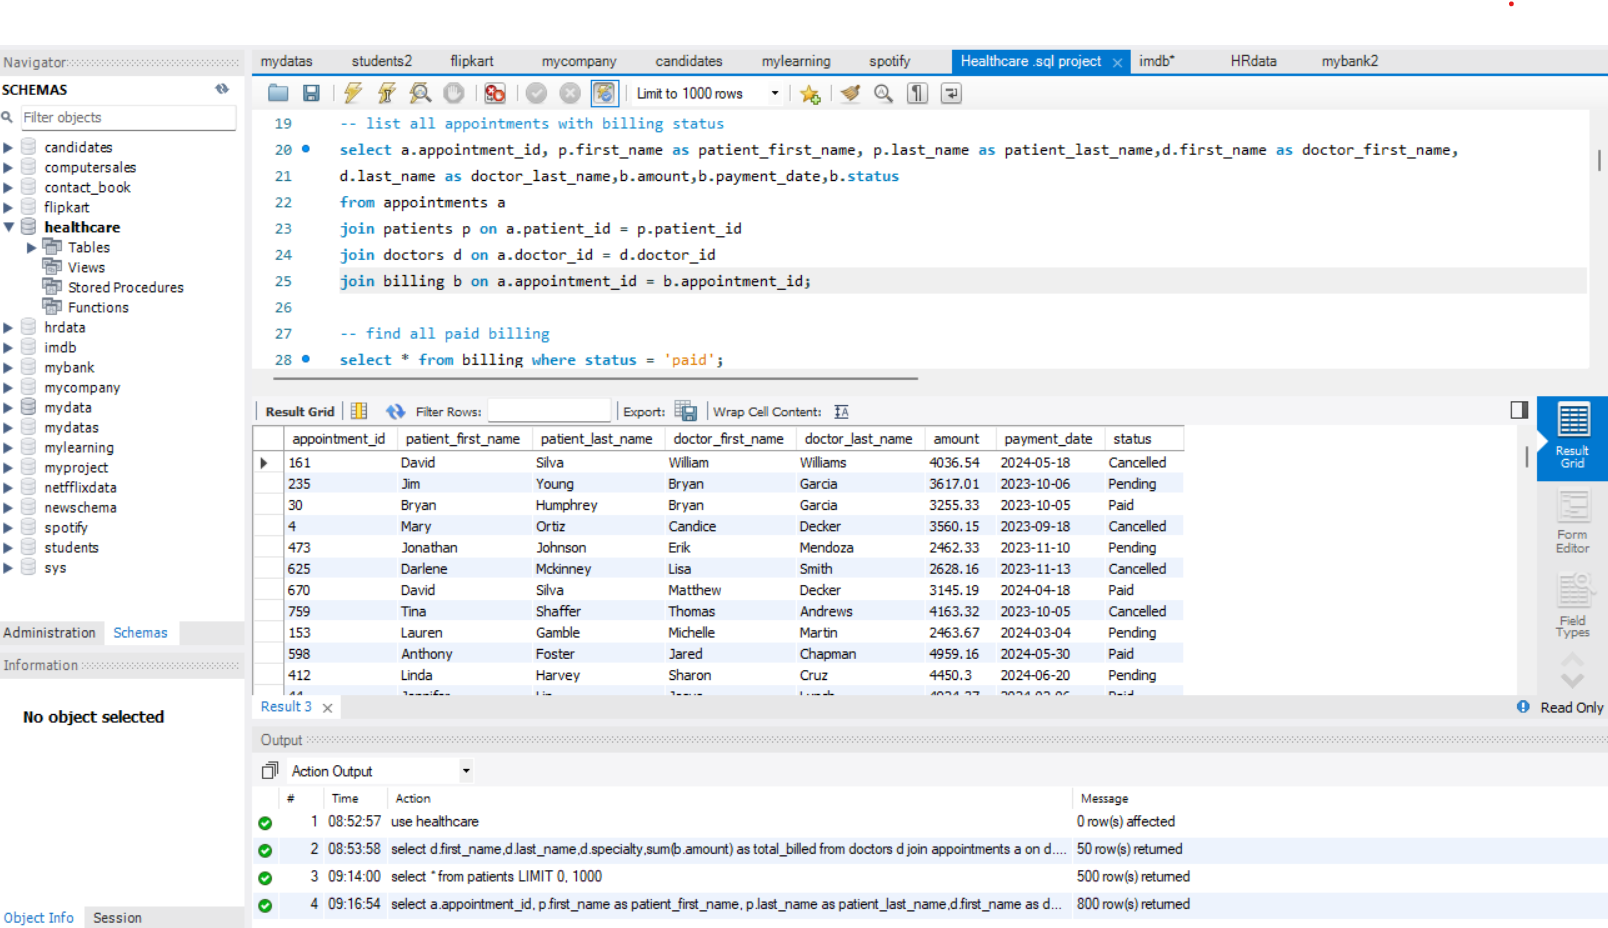 mydatas students2 flipkart mycompany candidates mylearning spotify Healthcare .sql project imdb* HRdata mybank2
Navigator
SCHEMAS
Filter objects
candidates
computersales
contact_book
flipkart
healthcare
Tables
Views
Stored Procedures
Functions
hrdata
imdb
mybank
mycompany
mydata
mydatas
mylearning
myproject
netfflixdata
newschema
spotify
students
sys
Administration Schemas
Information
No object selected
Object Info Session
Limit to 1000 rows
19 -- list all appointments with billing status
20 select a.appointment_id, p.first_name as patient_first_name, p.last_name as patient_last_name,d.first_name as doctor_first_name,
21 d.last_name as doctor_last_name,b.amount,b.payment_date,b.status
22 from appointments a
23 join patients p on a.patient_id = p.patient_id
24 join doctors d on a.doctor_id = d.doctor_id
25 join billing b on a.appointment_id = b.appointment_id;
26
27 -- find all paid billing
28 select * from billing where status = 'paid';
Result Grid Filter Rows: Export: Wrap Cell Content:
appointment_id patient_first_name patient_last_name doctor_first_name doctor_last_name amount payment_date status
161 David Silva William Williams 4036.54 2024-05-18 Cancelled
235 Jim Young Bryan Garcia 3617.01 2023-10-06 Pending
30 Bryan Humphrey Bryan Garcia 3255.33 2023-10-05 Paid
4 Mary Ortiz Candice Decker 3560.15 2023-09-18 Cancelled
473 Jonathan Johnson Erik Mendoza 2462.33 2023-11-10 Pending
625 Darlene Mckinney Lisa Smith 2628.16 2023-11-13 Cancelled
670 David Silva Matthew Decker 3145.19 2024-04-18 Paid
759 Tina Shaffer Thomas Andrews 4163.32 2023-10-05 Cancelled
153 Lauren Gamble Michelle Martin 2463.67 2024-03-04 Pending
598 Anthony Foster Jared Chapman 4959.16 2024-05-30 Paid
412 Linda Harvey Sharon Cruz 4450.3 2024-06-20 Pending
Result Grid
Form Editor
Field Types
Result 3
Read Only
Output
Action Output
# Time Action Message
1 08:52:57 use healthcare 0 row(s) affected
2 08:53:58 select d.first_name,d.last_name,d.specialty,sum(b.amount) as total_billed from doctors d join appointments a on d.... 50 row(s) returned
3 09:14:00 select * from patients LIMIT 0, 1000 500 row(s) returned
4 09:16:54 select a.appointment_id, p.first_name as patient_first_name, p.last_name as patient_last_name,d.first_name as d... 800 row(s) returned